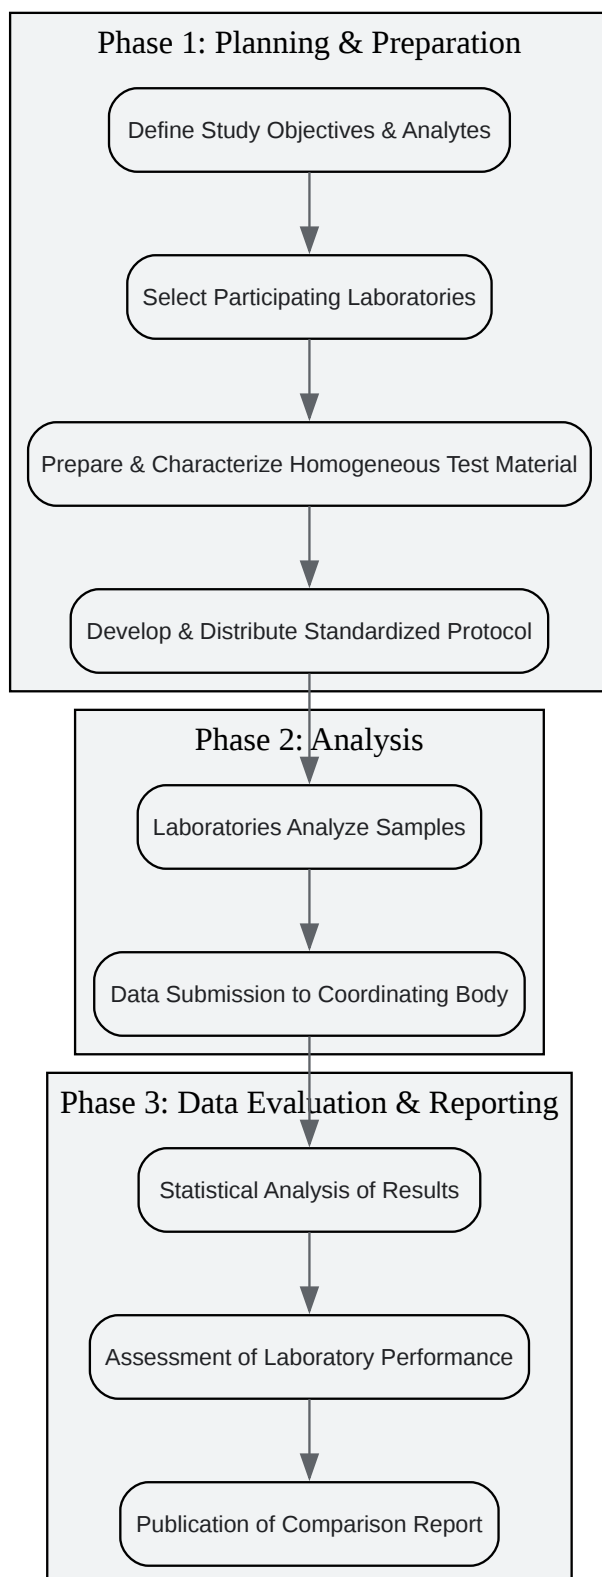 Phase 1: Planning & Preparation
Define Study Objectives & Analytes
Select Participating Laboratories
Prepare & Characterize Homogeneous Test Material
Develop & Distribute Standardized Protocol
Phase 2: Analysis
Laboratories Analyze Samples
Data Submission to Coordinating Body
Phase 3: Data Evaluation & Reporting
Statistical Analysis of Results
Assessment of Laboratory Performance
Publication of Comparison Report